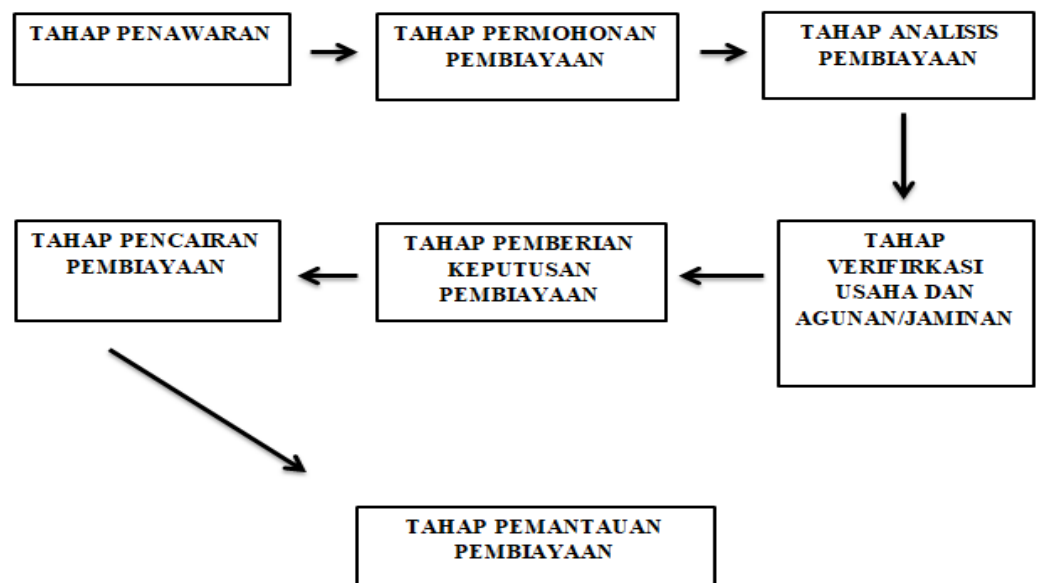 TAHAP PENAWARAN
TAHAP PERMOHONAN
PEMBIAYAAN
TAHAP ANALISIS
PEMBIAYAAN
TAHAP
VERIFIRKASI
USAHA DAN
AGUNAN/JAMINAN
TAHAP PEMBERIAN
KEPUTUSAN
PEMBIAYAAN
TAHAP PENCAIRAN
PEMBIAYAAN
TAHAP PEMANTAUAN
PEMBIAYAAN